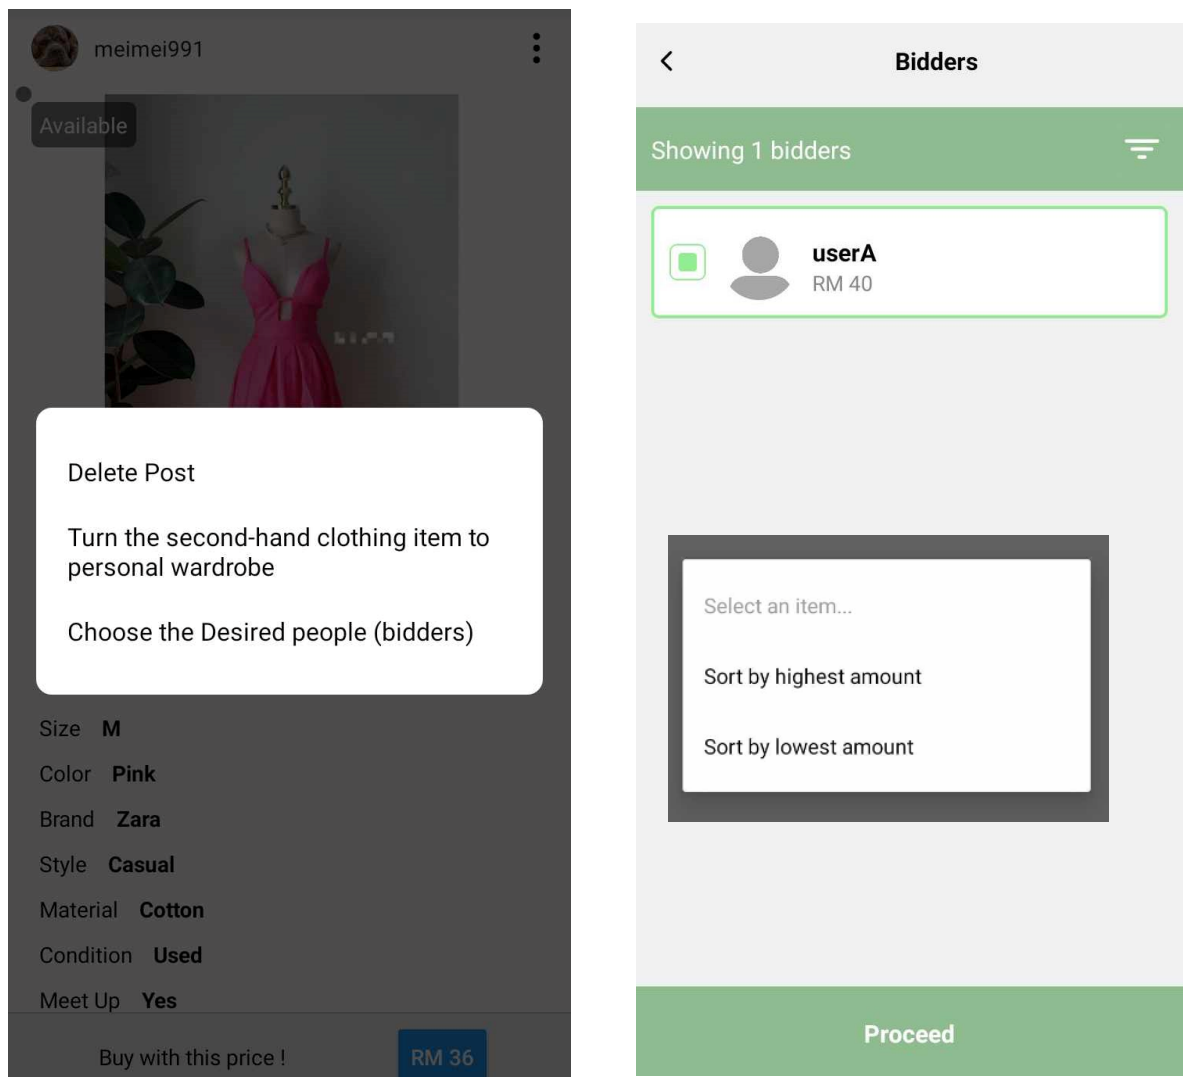 meimei991
Available
Delete Post
Turn the second-hand clothing item to
personal wardrobe
Choose the Desired people (bidders)
Size M
Color Pink
Brand Zara
Style Casual
Material Cotton
Condition Used
Meet Up Yes
Buy with this price !
RM 36
Bidders
Showing 1 bidders
userA
RM 40
Select an item...
Sort by highest amount
Sort by lowest amount
Proceed